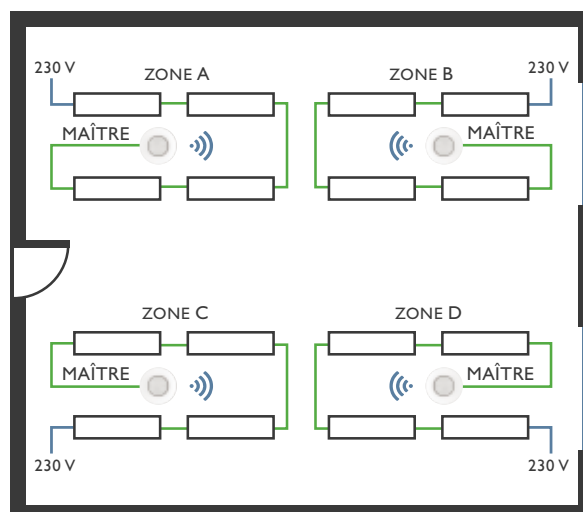 ZONE A
ZONE B
230 V
230 V
MAÎTRE
MAÎTRE
ZONE C
ZONE D
MAÎTRE
MAÎTRE
230 V
230 V